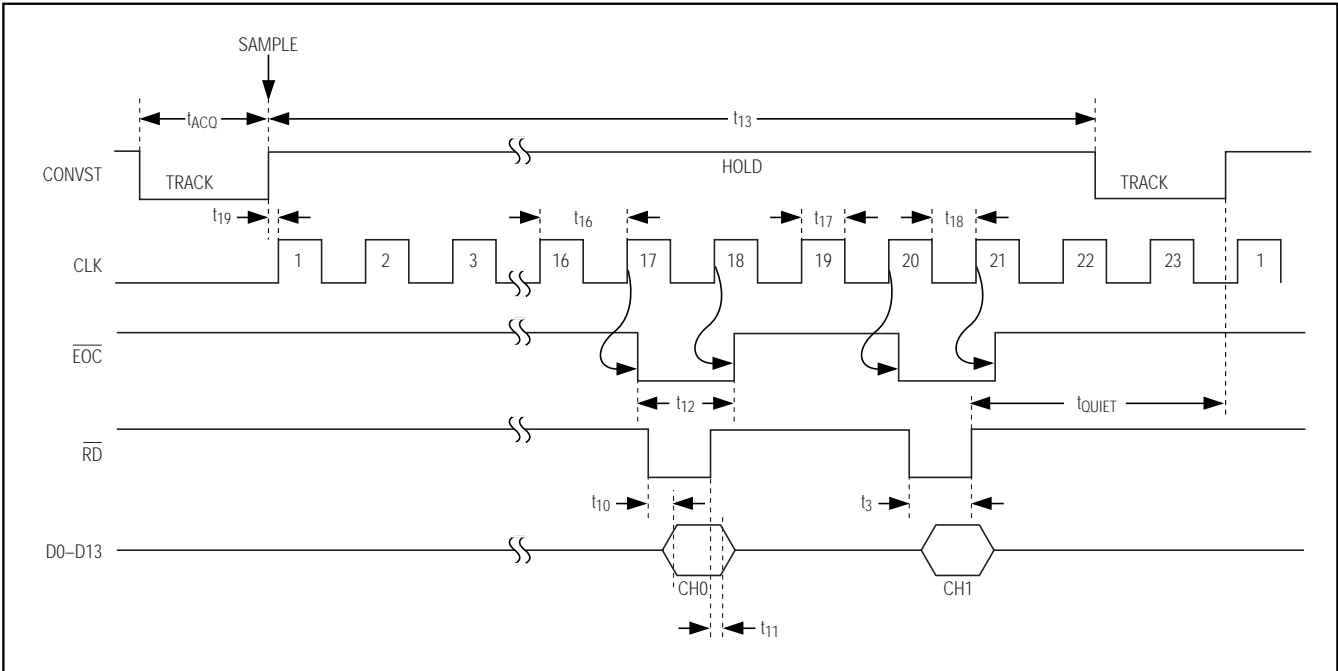 SAMPLE
tACQ
t13
CONVST
TRACK
HOLD
TRACK
t19
t16
t17
t18
CLK
1 2 3 16 17 18 19 20 21 22 23 1
EOC
t12
tQUIET
RD
t10
t3
D0–D13
CH0
CH1
t11